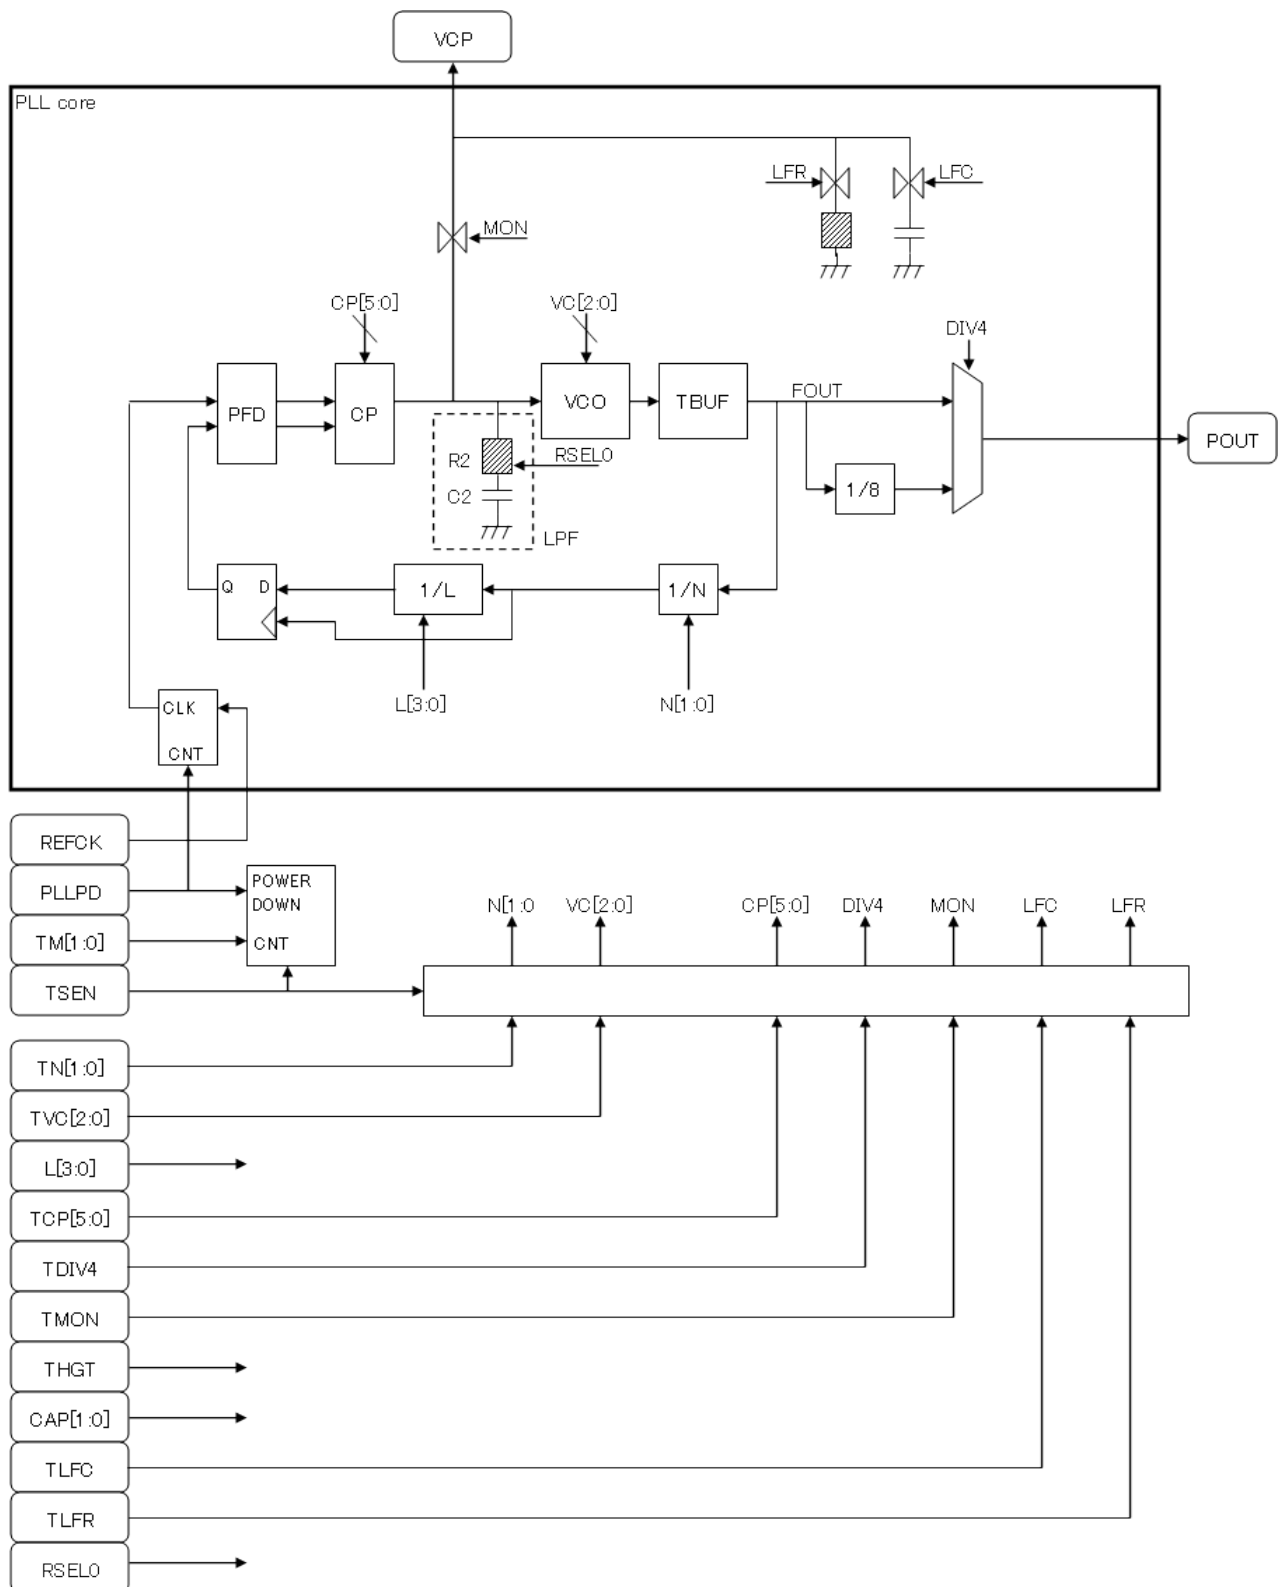 VCP
PLL core
LFR
LFC
MON
CP[5:0]
VC[2:0]
DIV4
PFD
CP
VCO
TBUF
FOUT
POUT
R2
RSEL0
C2
LPF
1/8
Q D
1/L
1/N
L[3:0]
N[1:0]
CLK
CNT
REFCK
PLLPD
POWER
DOWN
CNT
TM[1:0]
TSEN
N[1:0
VC[2:0]
CP[5:0]
DIV4
MON
LFC
LFR
TN[1:0]
TVC[2:0]
L[3:0]
TCP[5:0]
TDIV4
TMON
THGT
CAP[1:0]
TLFC
TLFR
RSEL0